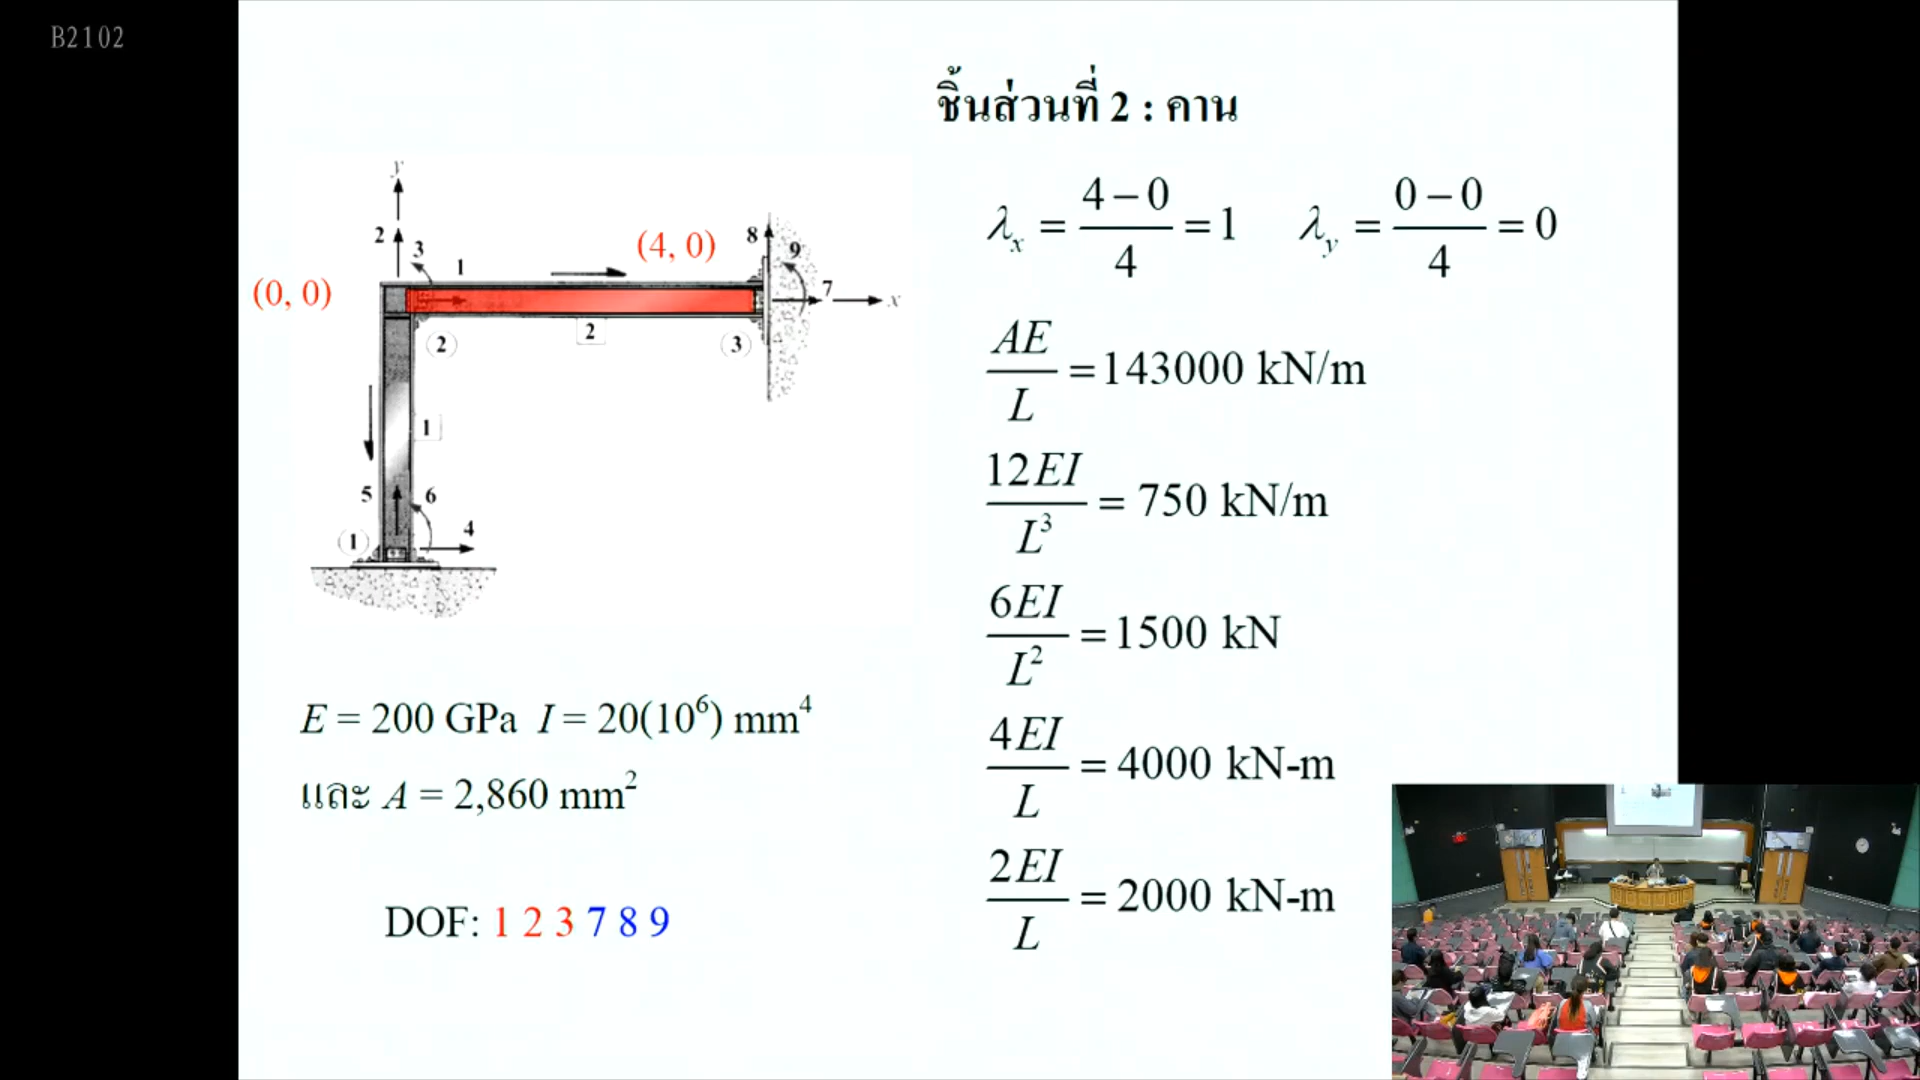 B2102
ชิ้นส่วนที่ 2 : คาน
λx = (4 − 0)/4 = 1    λy = (0 − 0)/4 = 0
y
2
3
1
(4, 0)
8
9
(0, 0)
7
x
2
2
3
1
5
6
4
1
AE/L = 143000 kN/m
12EI/L³ = 750 kN/m
6EI/L² = 1500 kN
4EI/L = 4000 kN-m
2EI/L = 2000 kN-m
E = 200 GPa  I = 20(10⁶) mm⁴
และ A = 2,860 mm²
DOF: 1 2 3 7 8 9